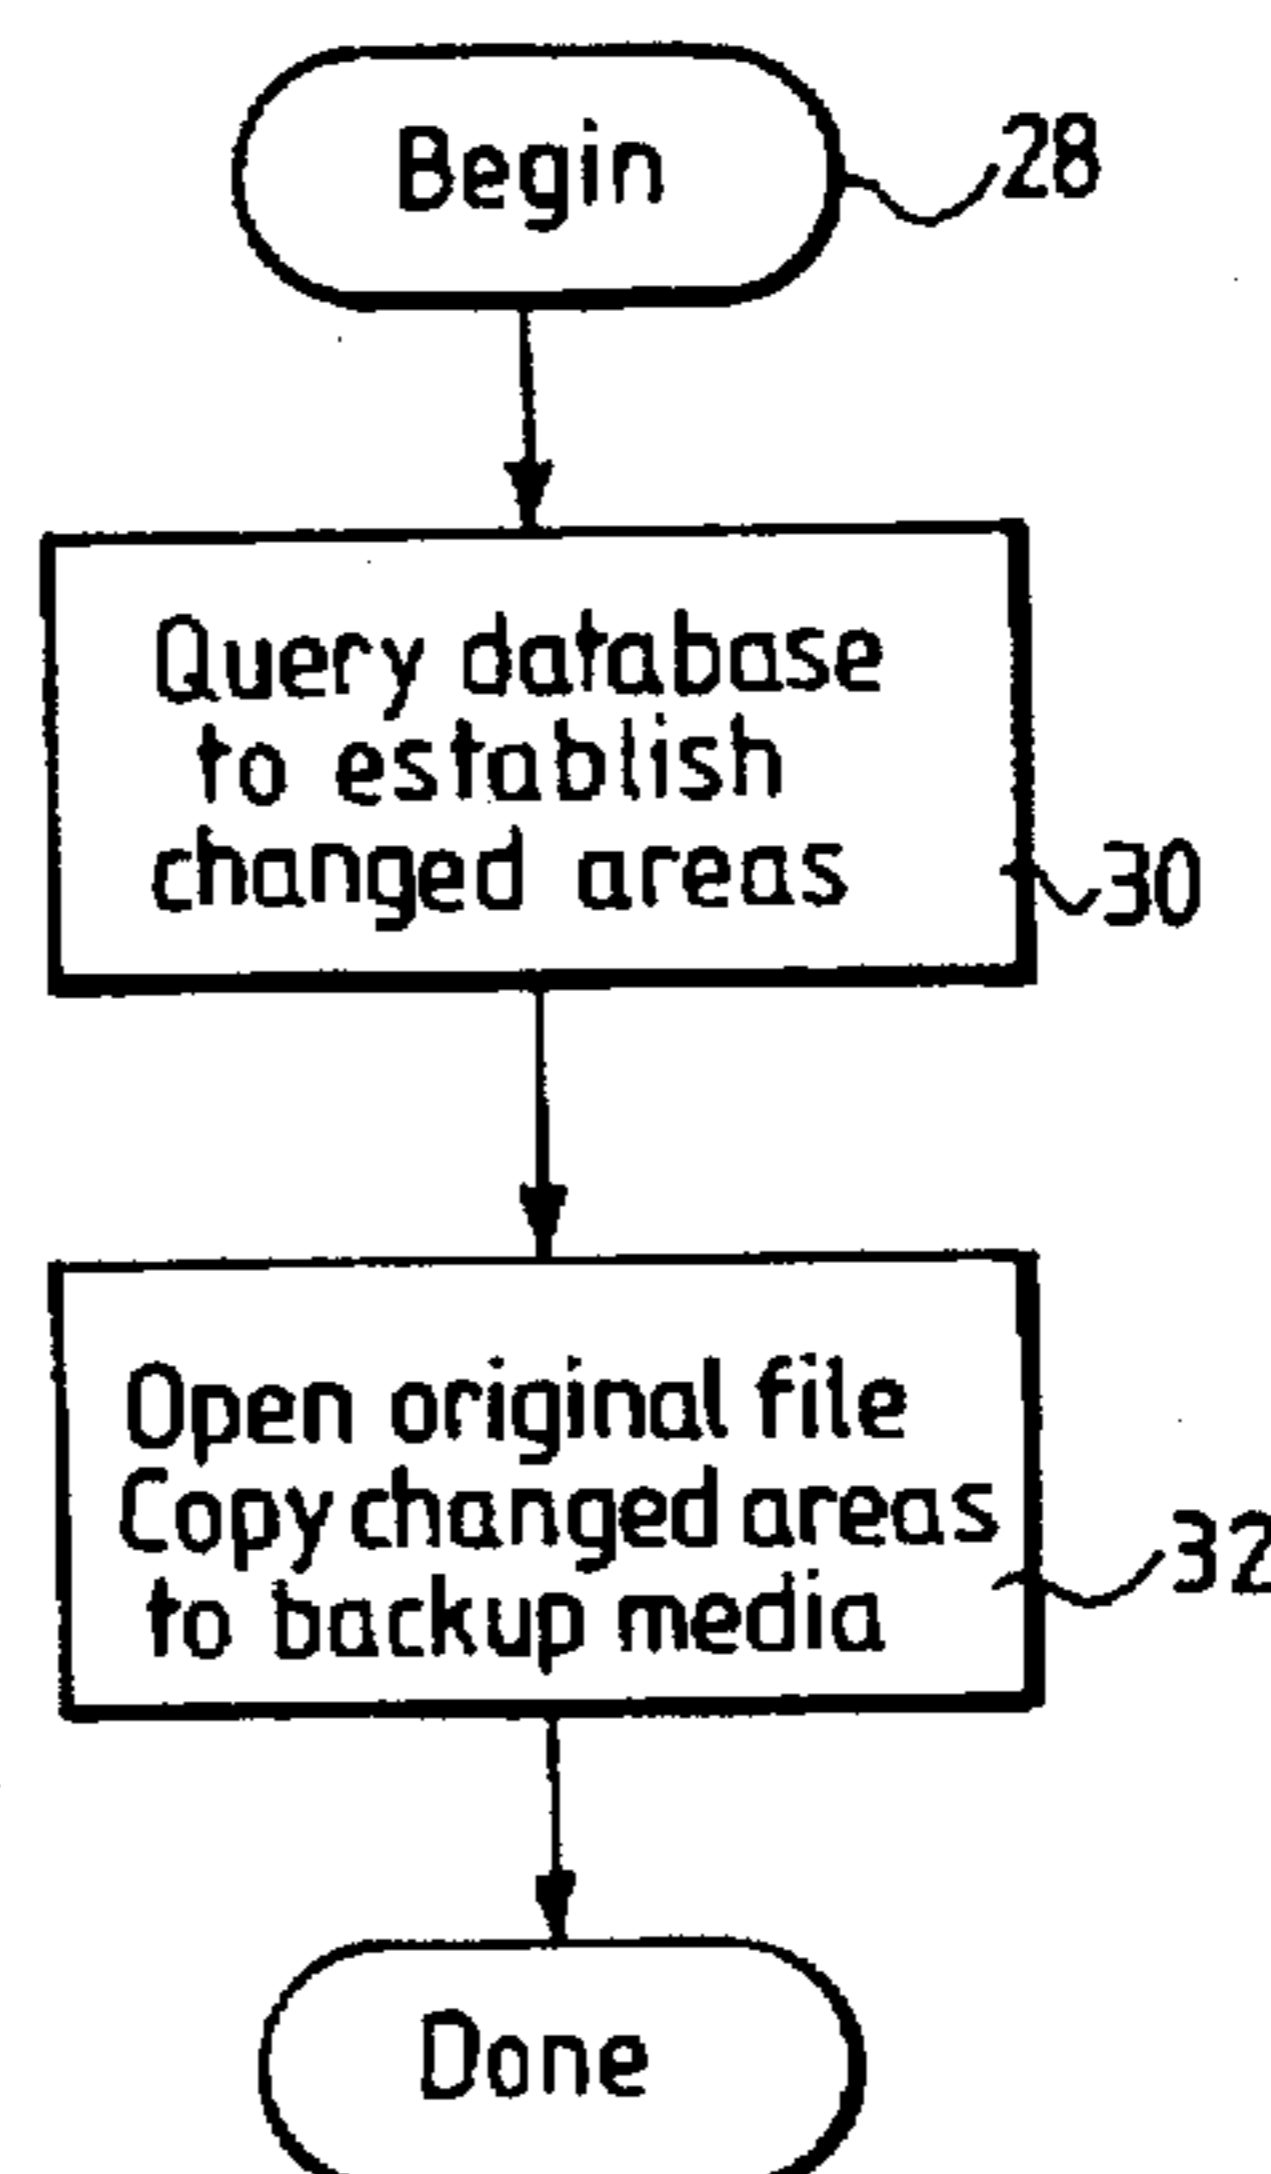 Begin
28
Query database
to establish
changed areas
30
Open original file
Copy changed areas
to backup media
32
Done